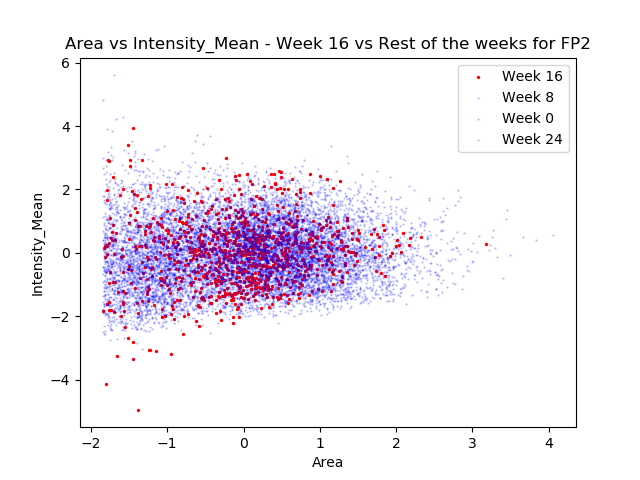 Area vs Intensity_Mean - Week 16 vs Rest of the weeks for FP2
Week 16
Week 8
Week 0
Week 24
6
4
2
0
−2
−4
Intensity_Mean
−2
−1
0
1
2
3
4
Area